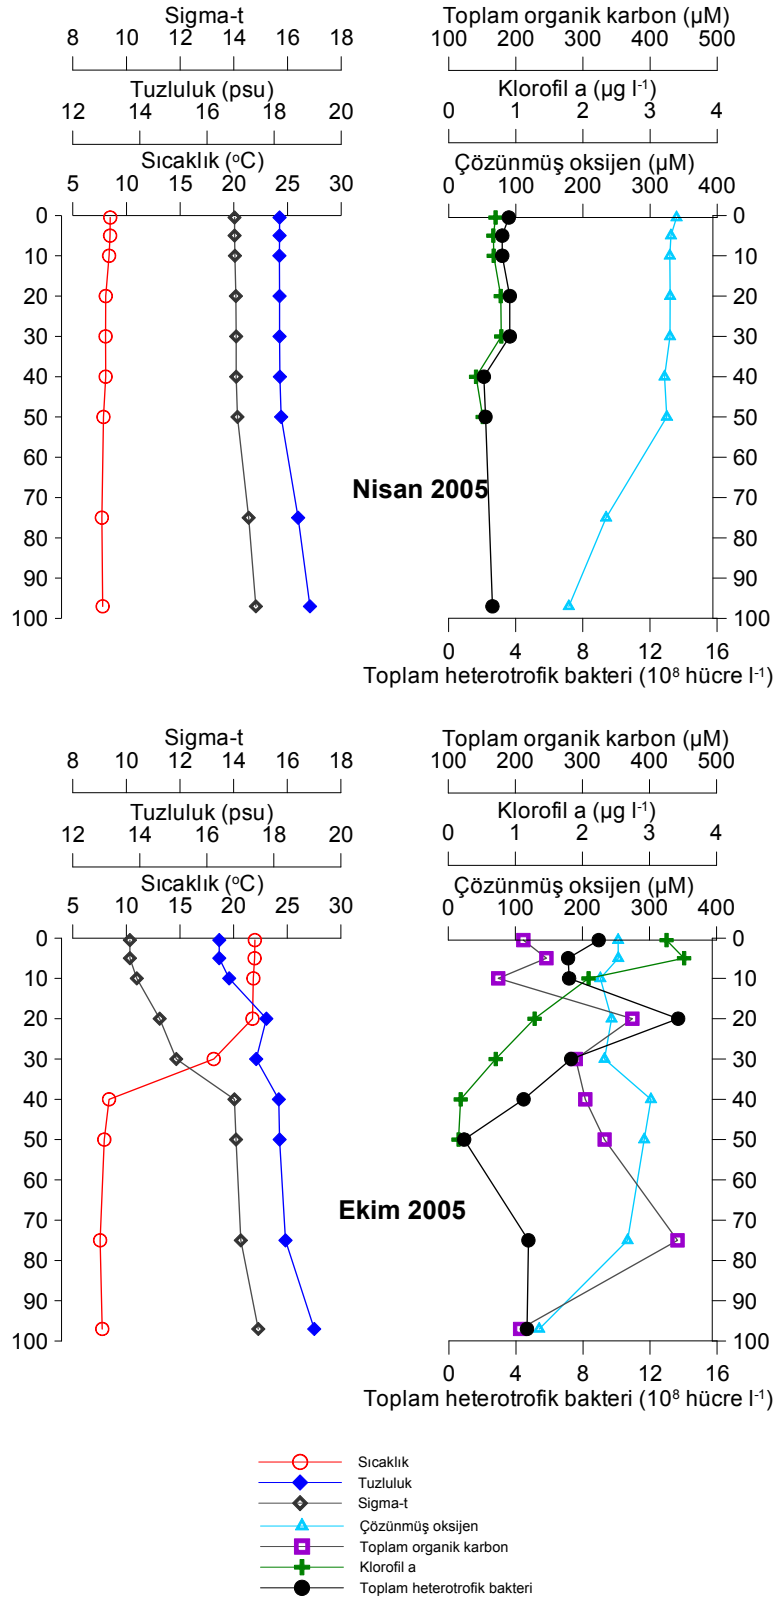 Sigma-t
8 10 12 14 16 18
Tuzluluk (psu)
12 14 16 18 20
Sıcaklık (ºC)
5 10 15 20 25 30
0
10
20
30
40
50
60
70
80
90
100
Toplam organik karbon (µM)
100 200 300 400 500
Klorofil a (µg l-1)
0 1 2 3 4
Çözünmüş oksijen (µM)
0 100 200 300 400
0
10
20
30
40
50
60
70
80
90
100
Nisan 2005
0 4 8 12 16
Toplam heterotrofik bakteri (10⁸ hücre l-1)
Sigma-t
8 10 12 14 16 18
Tuzluluk (psu)
12 14 16 18 20
Sıcaklık (ºC)
5 10 15 20 25 30
0
10
20
30
40
50
60
70
80
90
100
Toplam organik karbon (µM)
100 200 300 400 500
Klorofil a (µg l-1)
0 1 2 3 4
Çözünmüş oksijen (µM)
0 100 200 300 400
0
10
20
30
40
50
60
70
80
90
100
Ekim 2005
0 4 8 12 16
Toplam heterotrofik bakteri (10⁸ hücre l-1)
Sıcaklık
Tuzluluk
Sigma-t
Çözünmüş oksijen
Toplam organik karbon
Klorofil a
Toplam heterotrofik bakteri